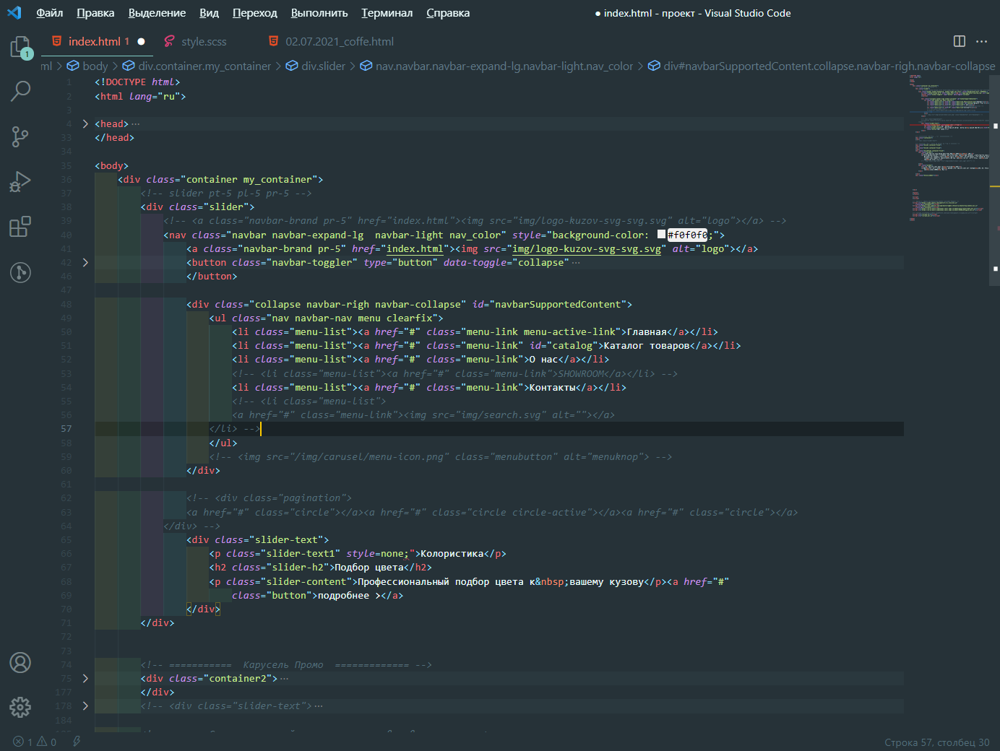 Файл Правка Выделение Вид Переход Выполнить Терминал Справка ● index.html - проект - Visual Studio Code
index.html 1 ● style.scss 02.07.2021_coffe.html ···
1
ml > body > div.container.my_container > div.slider > nav.navbar.navbar-expand-lg.navbar-light.nav_color > div#navbarSupportedContent.collapse.navbar-righ.navbar-collapse
1 <!DOCTYPE html>
2 <html lang="ru">
3
4 > <head>···
33 </head>
34
35 <body>
36 <div class="container my_container">
37 <!-- slider pt-5 pl-5 pr-5 -->
38 <div class="slider">
39 <!-- <a class="navbar-brand pr-5" href="index.html"><img src="img/logo-kuzov-svg-svg.svg" alt="logo"></a> -->
40 <nav class="navbar navbar-expand-lg  navbar-light nav_color" style="background-color: #f0f0f0;">
41 <a class="navbar-brand pr-5" href="index.html"><img src="img/logo-kuzov-svg-svg.svg" alt="logo"></a>
42 > <button class="navbar-toggler" type="button" data-toggle="collapse"···
46 </button>
47
48 <div class="collapse navbar-righ navbar-collapse" id="navbarSupportedContent">
49 <ul class="nav navbar-nav menu clearfix">
50 <li class="menu-list"><a href="#" class="menu-link menu-active-link">Главная</a></li>
51 <li class="menu-list"><a href="#" class="menu-link" id="catalog">Каталог товаров</a></li>
52 <li class="menu-list"><a href="#" class="menu-link">О нас</a></li>
53 <!-- <li class="menu-list"><a href="#" class="menu-link">SHOWROOM</a></li> -->
54 <li class="menu-list"><a href="#" class="menu-link">Контакты</a></li>
55 <!-- <li class="menu-list">
56 <a href="#" class="menu-link"><img src="img/search.svg" alt=""></a>
57 </li> -->
58 </ul>
59 <!-- <img src="/img/carusel/menu-icon.png" class="menubutton" alt="menuknop"> -->
60 </div>
61
62 <!-- <div class="pagination">
63 <a href="#" class="circle"></a><a href="#" class="circle circle-active"></a><a href="#" class="circle"></a>
64 </div> -->
65 <div class="slider-text">
66 <p class="slider-text1" style=none;">Колористика</p>
67 <h2 class="slider-h2">Подбор цвета</h2>
68 <p class="slider-content">Профессиональный подбор цвета к&nbsp;вашему кузову</p><a href="#"
69 class="button">подробнее ></a>
70 </div>
71 </div>
72
73
74 <!-- ===========  Карусель Промо  ============= -->
75 > <div class="container2">···
177 </div>
178 > <!-- <div class="slider-text">···
184
1 0 Строка 57, столбец 30